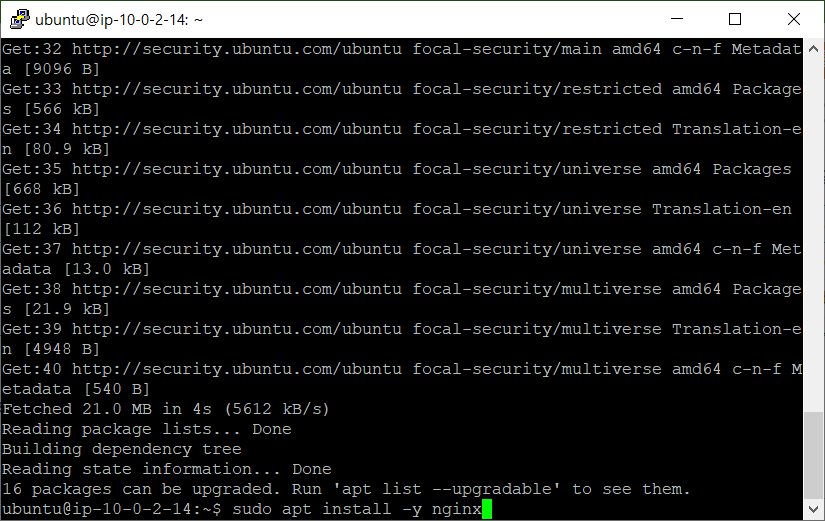 ubuntu@ip-10-0-2-14: ~
Get:32 http://security.ubuntu.com/ubuntu focal-security/main amd64 c-n-f Metadat
a [9096 B]
Get:33 http://security.ubuntu.com/ubuntu focal-security/restricted amd64 Package
s [566 kB]
Get:34 http://security.ubuntu.com/ubuntu focal-security/restricted Translation-e
n [80.9 kB]
Get:35 http://security.ubuntu.com/ubuntu focal-security/universe amd64 Packages
[668 kB]
Get:36 http://security.ubuntu.com/ubuntu focal-security/universe Translation-en
[112 kB]
Get:37 http://security.ubuntu.com/ubuntu focal-security/universe amd64 c-n-f Met
adata [13.0 kB]
Get:38 http://security.ubuntu.com/ubuntu focal-security/multiverse amd64 Package
s [21.9 kB]
Get:39 http://security.ubuntu.com/ubuntu focal-security/multiverse Translation-e
n [4948 B]
Get:40 http://security.ubuntu.com/ubuntu focal-security/multiverse amd64 c-n-f M
etadata [540 B]
Fetched 21.0 MB in 4s (5612 kB/s)
Reading package lists... Done
Building dependency tree
Reading state information... Done
16 packages can be upgraded. Run 'apt list --upgradable' to see them.
ubuntu@ip-10-0-2-14:~$ sudo apt install -y nginx